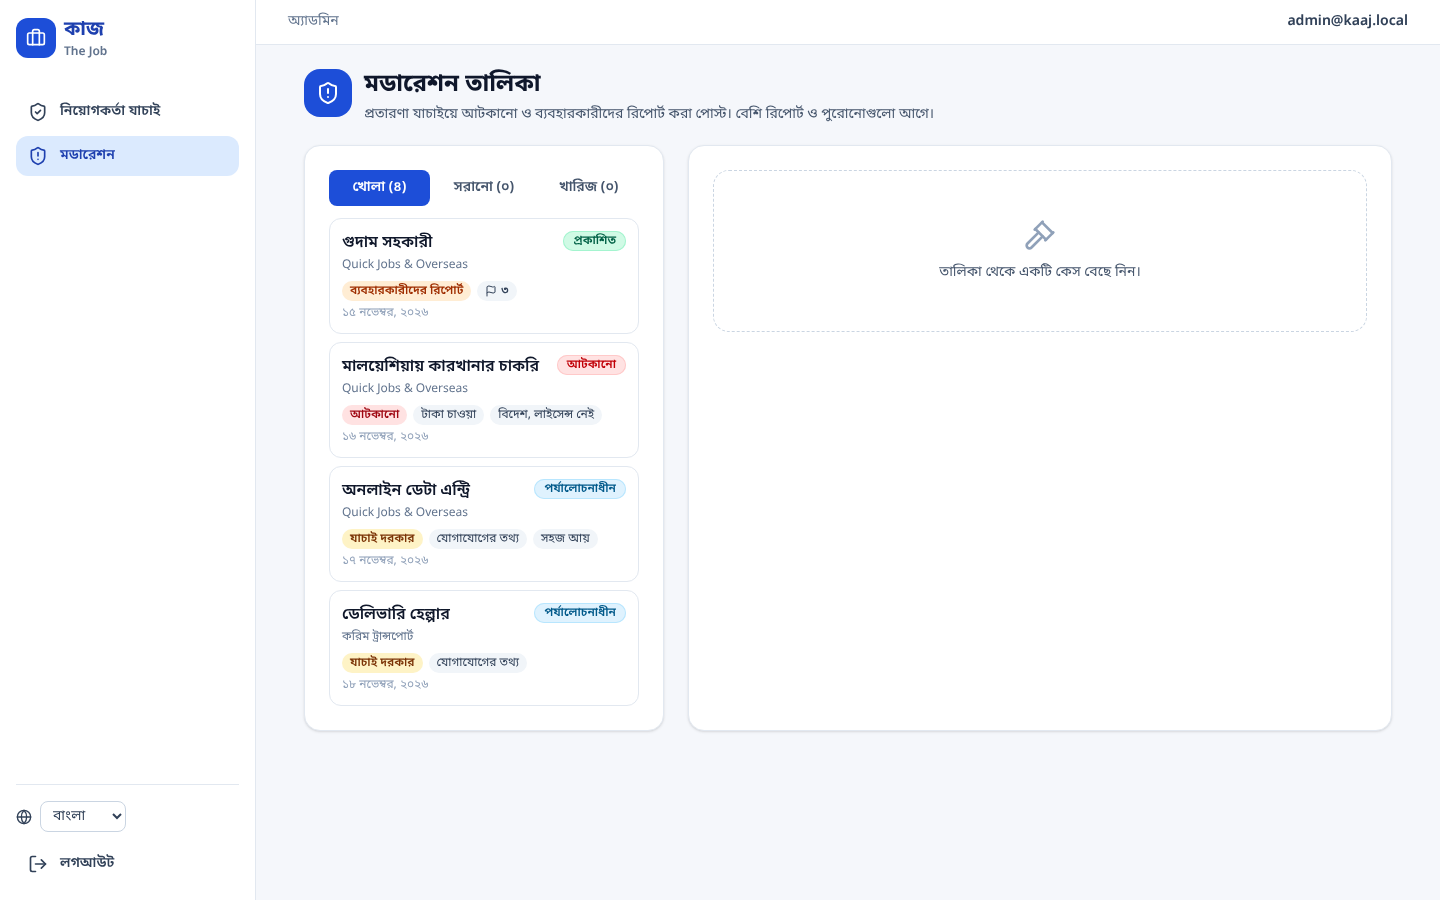 কাজ
The Job
নিয়োগকর্তা যাচাই
মডারেশন
বাংলা
লগআউট
অ্যাডমিন
admin@kaaj.local
মডারেশন তালিকা
প্রতারণা যাচাইয়ে আটকানো ও ব্যবহারকারীদের রিপোর্ট করা পোস্ট। বেশি রিপোর্ট ও পুরোনোগুলো আগে।
খোলা (৪) সরানো (০) খারিজ (০)
গুদাম সহকারী প্রকাশিত
Quick Jobs & Overseas
ব্যবহারকারীদের রিপোর্ট ৩
১৫ নভেম্বর, ২০২৬
মালয়েশিয়ায় কারখানার চাকরি আটকানো
Quick Jobs & Overseas
আটকানো টাকা চাওয়া বিদেশ, লাইসেন্স নেই
১৬ নভেম্বর, ২০২৬
অনলাইন ডেটা এন্ট্রি পর্যালোচনাধীন
Quick Jobs & Overseas
যাচাই দরকার যোগাযোগের তথ্য সহজ আয়
১৭ নভেম্বর, ২০২৬
ডেলিভারি হেল্পার পর্যালোচনাধীন
করিম ট্রান্সপোর্ট
যাচাই দরকার যোগাযোগের তথ্য
১৮ নভেম্বর, ২০২৬
তালিকা থেকে একটি কেস বেছে নিন।